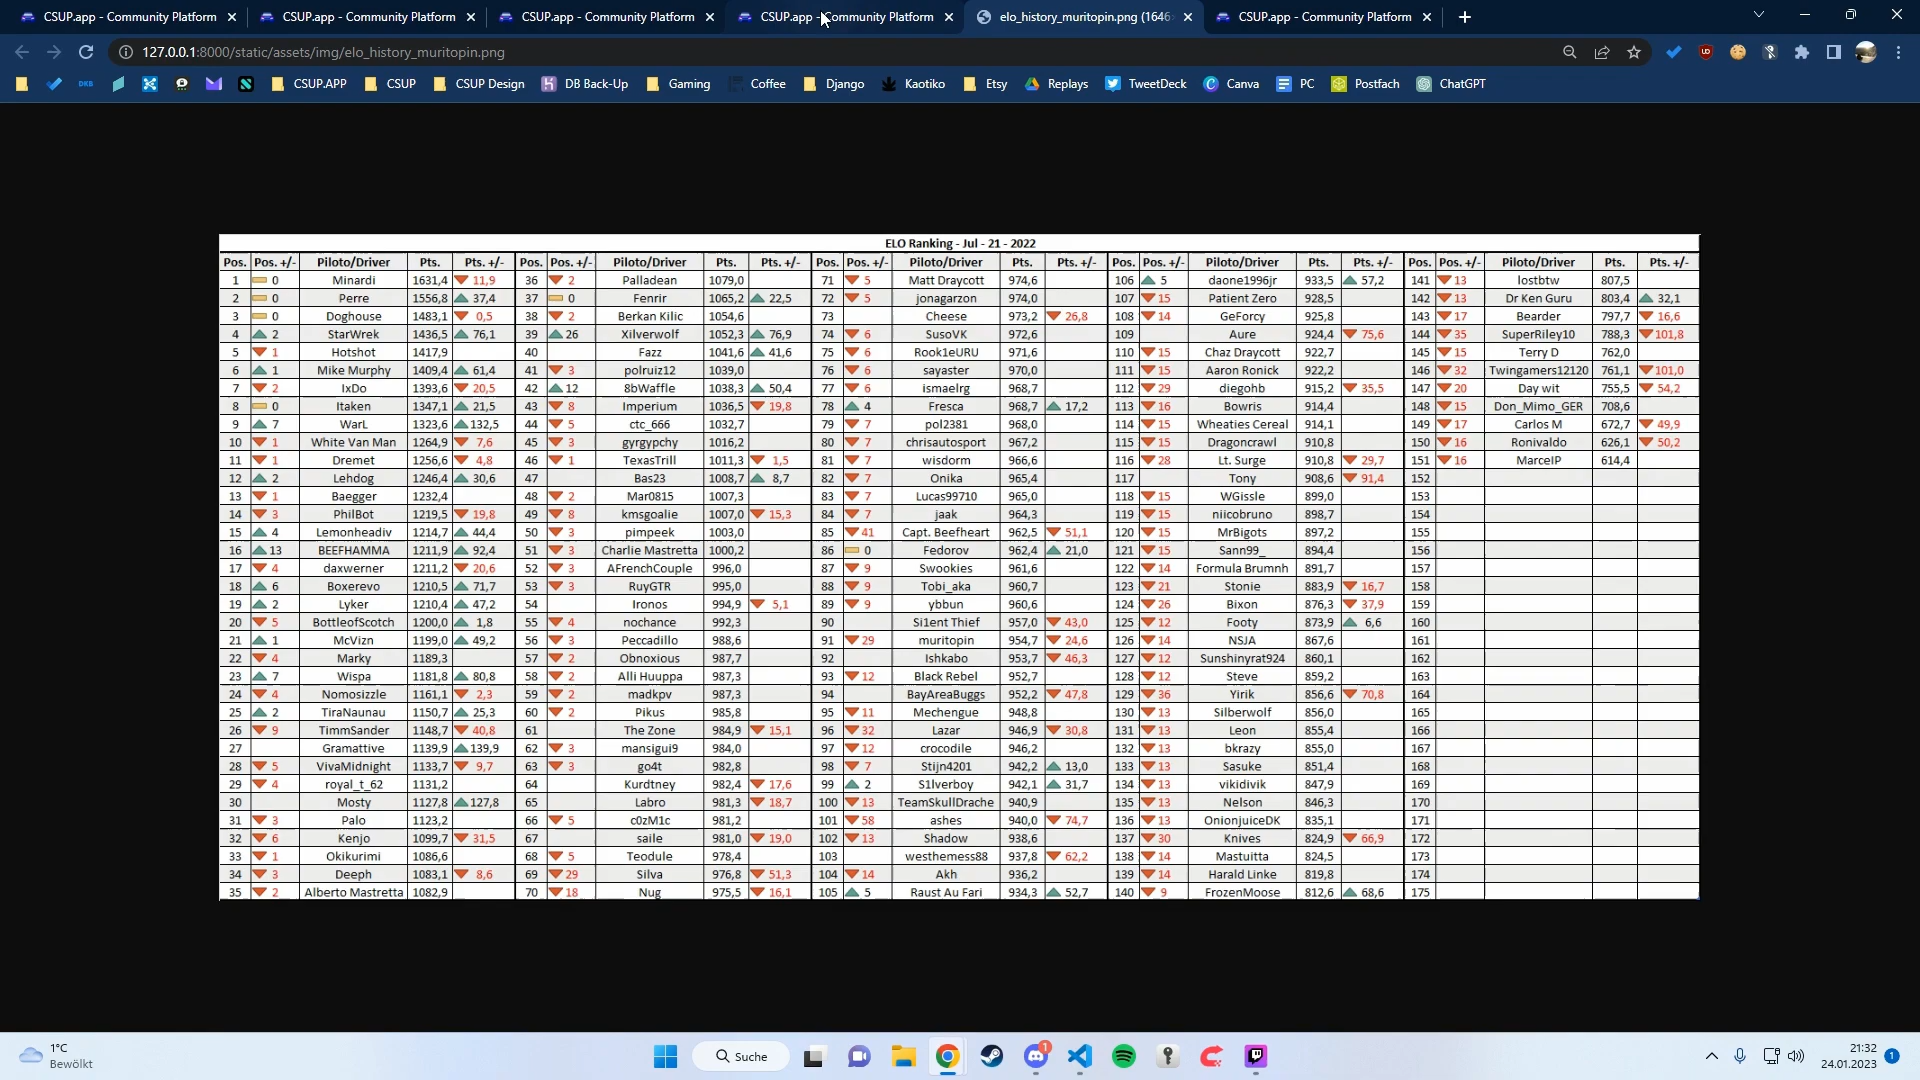 CSUP.app - Community Platform CSUP.app - Community Platform CSUP.app - Community Platform CSUP.app - Community Platform elo_history_muritopin.png (1646 CSUP.app - Community Platform
127.0.0.1:8000/static/assets/img/elo_history_muritopin.png
DKB CSUP.APP CSUP CSUP Design DB Back-Up Gaming Coffee Django Kaotiko Etsy Replays TweetDeck Canva PC Postfach ChatGPT
ELO Ranking - Jul - 21 - 2022
Pos. Pos. +/- Piloto/Driver Pts. Pts. +/- Pos. Pos. +/- Piloto/Driver Pts. Pts. +/- Pos. Pos. +/- Piloto/Driver Pts. Pts. +/- Pos. Pos. +/- Piloto/Driver Pts. Pts. +/- Pos. Pos. +/- Piloto/Driver Pts. Pts. +/-
1 0 Minardi 1631,4 11,9 36 2 Palladean 1079,0 71 5 Matt Draycott 974,6 106 5 daone1996jr 933,5 57,2 141 13 lostbtw 807,5
2 0 Perre 1556,8 37,4 37 0 Fenrir 1065,2 22,5 72 5 jonagarzon 974,0 107 15 Patient Zero 928,5 142 13 Dr Ken Guru 803,4 32,1
3 0 Doghouse 1483,1 0,5 38 2 Berkan Kilic 1054,6 73 Cheese 973,2 26,8 108 14 GeForcy 925,8 143 17 Bearder 797,7 16,6
4 2 StarWrek 1436,5 76,1 39 26 Xilverwolf 1052,3 76,9 74 6 SusoVK 972,6 109 Aure 924,4 75,6 144 35 SuperRiley10 788,3 101,8
5 1 Hotshot 1417,9 40 Fazz 1041,6 41,6 75 6 Rook1eURU 971,6 110 15 Chaz Draycott 922,7 145 15 Terry D 762,0
6 1 Mike Murphy 1409,4 61,4 41 3 polruiz12 1039,0 76 6 sayaster 970,0 111 15 Aaron Ronick 922,2 146 32 Twingamers12120 761,1 101,0
7 2 IxDo 1393,6 20,5 42 12 8bWaffle 1038,3 50,4 77 6 ismaelrg 968,7 112 29 diegohb 915,2 35,5 147 20 Day wit 755,5 54,2
8 0 Itaken 1347,1 21,5 43 8 Imperium 1036,5 19,8 78 4 Fresca 968,7 17,2 113 16 Bowris 914,4 148 15 Don_Mimo_GER 708,6
9 7 WarL 1323,6 132,5 44 5 ctc_666 1032,7 79 7 pol2381 968,0 114 15 Wheaties Cereal 914,1 149 17 Carlos M 672,7 49,9
10 1 White Van Man 1264,9 7,6 45 3 gyrgypchy 1016,2 80 7 chrisautosport 967,2 115 15 Dragoncrawl 910,8 150 16 Ronivaldo 626,1 50,2
11 1 Dremet 1256,6 4,8 46 1 TexasTrill 1011,3 1,5 81 7 wisdorm 966,6 116 28 Lt. Surge 910,8 29,7 151 16 MarceIP 614,4
12 2 Lehdog 1246,4 30,6 47 Bas23 1008,7 8,7 82 7 Onika 965,4 117 Tony 908,6 91,4 152
13 1 Baegger 1232,4 48 2 Mar0815 1007,3 83 7 Lucas99710 965,0 118 15 WGissle 899,0 153
14 3 PhilBot 1219,5 19,8 49 8 kmsgoalie 1007,0 15,3 84 7 jaak 964,3 119 15 niicobruno 898,7 154
15 4 Lemonheadiv 1214,7 44,4 50 3 pimpeek 1003,0 85 41 Capt. Beefheart 962,5 51,1 120 15 MrBigots 897,2 155
16 13 BEEFHAMMA 1211,9 92,4 51 3 Charlie Mastretta 1000,2 86 0 Fedorov 962,4 21,0 121 15 Sann99_ 894,4 156
17 4 daxwerner 1211,2 20,6 52 3 AFrenchCouple 996,0 87 9 Swookies 961,6 122 14 Formula Brumnh 891,7 157
18 6 Boxerevo 1210,5 71,7 53 3 RuyGTR 995,0 88 9 Tobi_aka 960,7 123 21 Stonie 883,9 16,7 158
19 2 Lyker 1210,4 47,2 54 Ironos 994,9 5,1 89 9 ybbun 960,6 124 26 Bixon 876,3 37,9 159
20 5 BottleofScotch 1200,0 1,8 55 4 nochance 992,3 90 Si1ent Thief 957,0 43,0 125 12 Footy 873,9 6,6 160
21 1 McVizn 1199,0 49,2 56 3 Peccadillo 988,6 91 29 muritopin 954,7 24,6 126 14 NSJA 867,6 161
22 4 Marky 1189,3 57 2 Obnoxious 987,7 92 Ishkabo 953,7 46,3 127 12 Sunshinyrat924 860,1 162
23 7 Wispa 1181,8 80,8 58 2 Alli Huuppa 987,3 93 12 Black Rebel 952,7 128 12 Steve 859,2 163
24 4 Nomosizzle 1161,1 2,3 59 2 madkpv 987,3 94 BayAreaBuggs 952,2 47,8 129 36 Yirik 856,6 70,8 164
25 2 TiraNaunau 1150,7 25,3 60 2 Pikus 985,8 95 11 Mechengue 948,8 130 13 Silberwolf 856,0 165
26 9 TimmSander 1148,7 40,8 61 The Zone 984,9 15,1 96 32 Lazar 946,9 30,8 131 13 Leon 855,4 166
27 Gramattive 1139,9 139,9 62 3 mansigui9 984,0 97 12 crocodile 946,2 132 13 bkrazy 855,0 167
28 5 VivaMidnight 1133,7 9,7 63 3 go4t 982,8 98 7 Stijn4201 942,2 13,0 133 13 Sasuke 851,4 168
29 4 royal_t_62 1131,2 64 Kurdtney 982,4 17,6 99 2 S1lverboy 942,1 31,7 134 13 vikidivik 847,9 169
30 Mosty 1127,8 127,8 65 Labro 981,3 18,7 100 13 TeamSkullDrache 940,9 135 13 Nelson 846,3 170
31 3 Palo 1123,2 66 5 c0zM1c 981,2 101 58 ashes 940,0 74,7 136 13 OnionjuiceDK 835,1 171
32 6 Kenjo 1099,7 31,5 67 saile 981,0 19,0 102 13 Shadow 938,6 137 30 Knives 824,9 66,9 172
33 1 Okikurimi 1086,6 68 5 Teodule 978,4 103 westhemess88 937,8 62,2 138 14 Mastuitta 824,5 173
34 3 Deeph 1083,1 8,6 69 29 Silva 976,8 51,3 104 14 Akh 936,2 139 14 Harald Linke 819,8 174
35 2 Alberto Mastretta 1082,9 70 18 Nug 975,5 16,1 105 5 Raust Au Fari 934,3 52,7 140 9 FrozenMoose 812,6 68,6 175
1°C
Bewölkt
Suche
1
21:32
24.01.2023
1